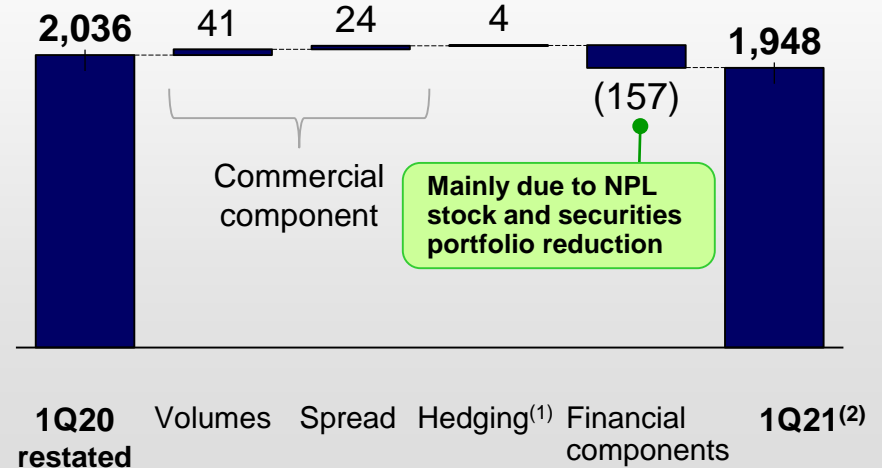 2,036
41
24
4
1,948
(157)
Commercial
component
Mainly due to NPL
stock and securities
portfolio reduction
1Q20
restated
Volumes
Spread
Hedging(1)
Financial
components
1Q21(2)